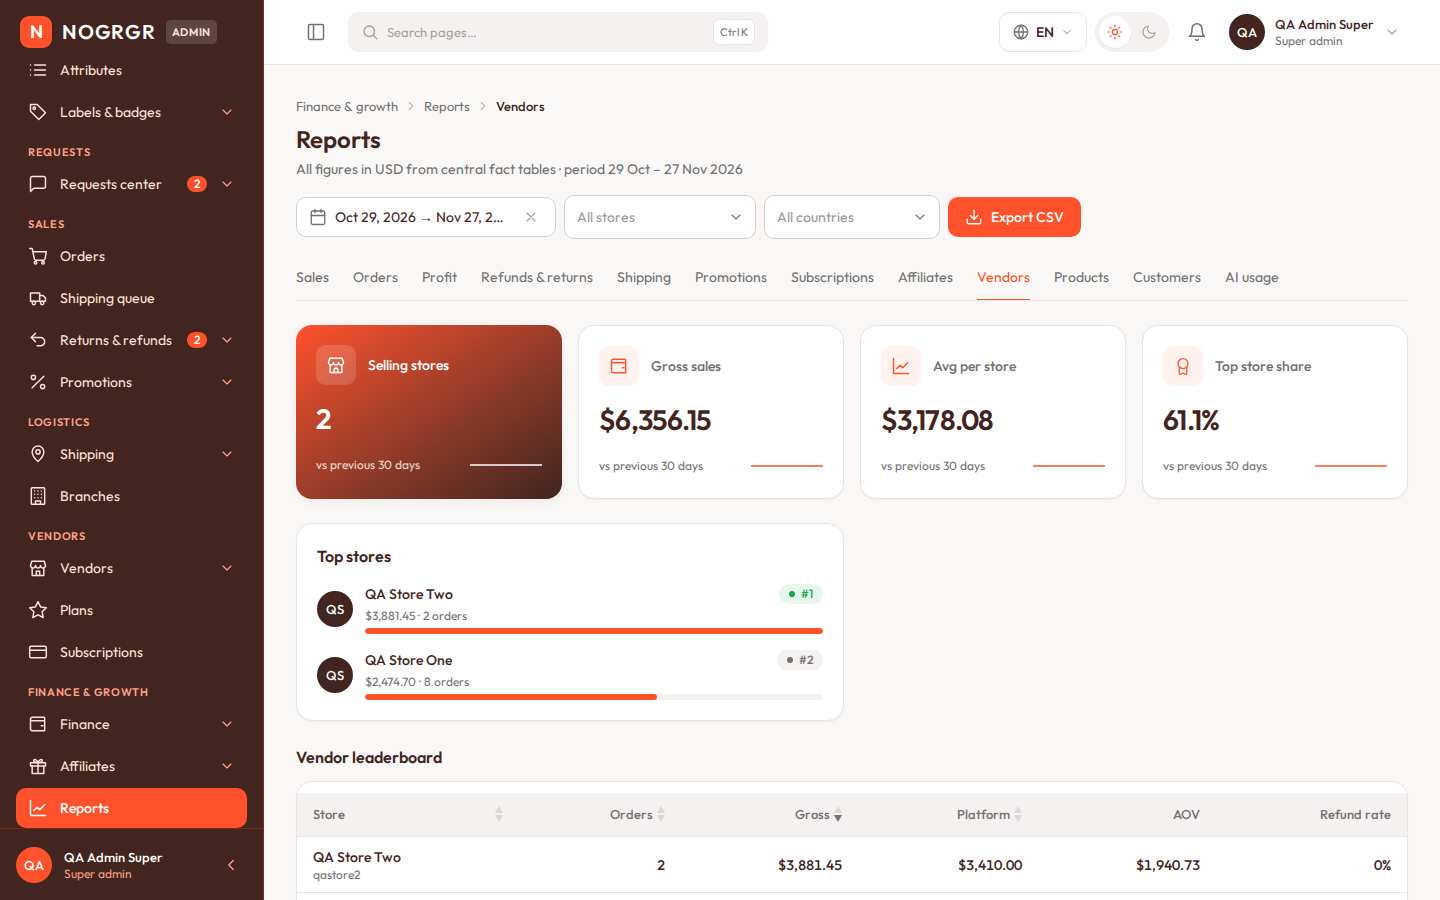 N NOGRGR ADMIN
Attributes
Labels & badges
REQUESTS
Requests center 2
SALES
Orders
Shipping queue
Returns & refunds 2
Promotions
LOGISTICS
Shipping
Branches
VENDORS
Vendors
Plans
Subscriptions
FINANCE & GROWTH
Finance
Affiliates
Reports
QA QA Admin Super
Super admin
Search pages... Ctrl K
EN
QA QA Admin Super
Super admin
Finance & growth > Reports > Vendors
Reports
All figures in USD from central fact tables · period 29 Oct – 27 Nov 2026
Oct 29, 2026 → Nov 27, 2...
All stores
All countries
Export CSV
Sales Orders Profit Refunds & returns Shipping Promotions Subscriptions Affiliates Vendors Products Customers AI usage
Selling stores
2
vs previous 30 days
Gross sales
$6,356.15
vs previous 30 days
Avg per store
$3,178.08
vs previous 30 days
Top store share
61.1%
vs previous 30 days
Top stores
QS QA Store Two #1
$3,881.45 · 2 orders
QS QA Store One #2
$2,474.70 · 8 orders
Vendor leaderboard
Store Orders Gross Platform AOV Refund rate
QA Store Two 2 $3,881.45 $3,410.00 $1,940.73 0%
qastore2